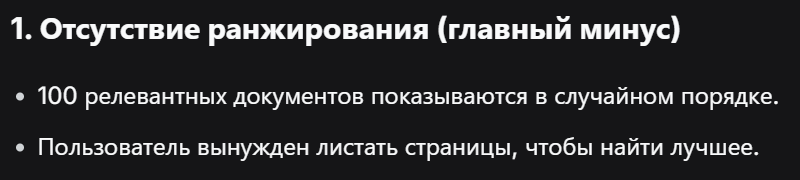 1. Отсутствие ранжирования (главный минус)
• 100 релевантных документов показываются в случайном порядке.
• Пользователь вынужден листать страницы, чтобы найти лучшее.